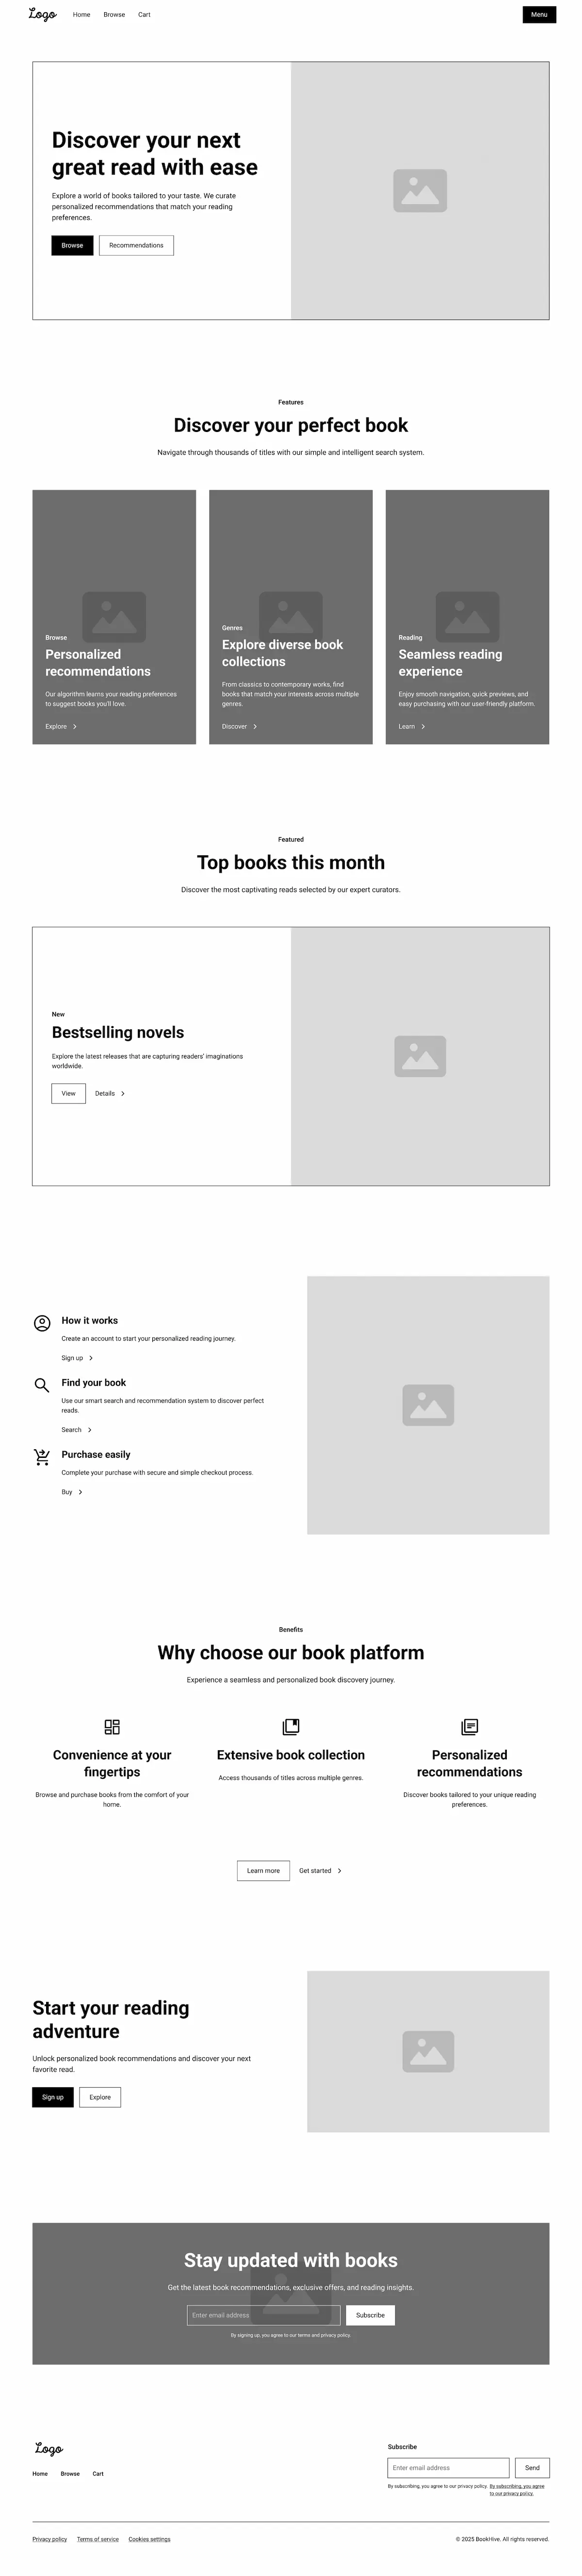 Logo
Home
Browse
Cart
Menu
Discover your next
great read with ease
Explore a world of books tailored to your taste. We curate
personalized recommendations that match your reading
preferences.
Browse
Recommendations
Features
Discover your perfect book
Navigate through thousands of titles with our simple and intelligent search system.
Browse
Personalized
recommendations
Our algorithm learns your reading preferences
to suggest books you'll love.
Explore
Genres
Explore diverse book
collections
From classics to contemporary works, find
books that match your interests across multiple
genres.
Discover
Reading
Seamless reading
experience
Enjoy smooth navigation, quick previews, and
easy purchasing with our user-friendly platform.
Learn
Featured
Top books this month
Discover the most captivating reads selected by our expert curators.
New
Bestselling novels
Explore the latest releases that are capturing readers' imaginations
worldwide.
View
Details
How it works
Create an account to start your personalized reading journey.
Sign up
Find your book
Use our smart search and recommendation system to discover perfect
reads.
Search
Purchase easily
Complete your purchase with secure and simple checkout process.
Buy
Benefits
Why choose our book platform
Experience a seamless and personalized book discovery journey.
Convenience at your
fingertips
Browse and purchase books from the comfort of your
home.
Extensive book collection
Access thousands of titles across multiple genres.
Personalized
recommendations
Discover books tailored to your unique reading
preferences.
Learn more
Get started
Start your reading
adventure
Unlock personalized book recommendations and discover your next
favorite read.
Sign up
Explore
Stay updated with books
Get the latest book recommendations, exclusive offers, and reading insights.
Enter email address
Subscribe
By signing up, you agree to our terms and privacy policy.
Logo
Home
Browse
Cart
Subscribe
Enter email address
Send
By subscribing, you agree to our privacy policy. By subscribing, you agree
to our privacy policy.
Privacy policy
Terms of service
Cookies settings
© 2025 BookHive. All rights reserved.